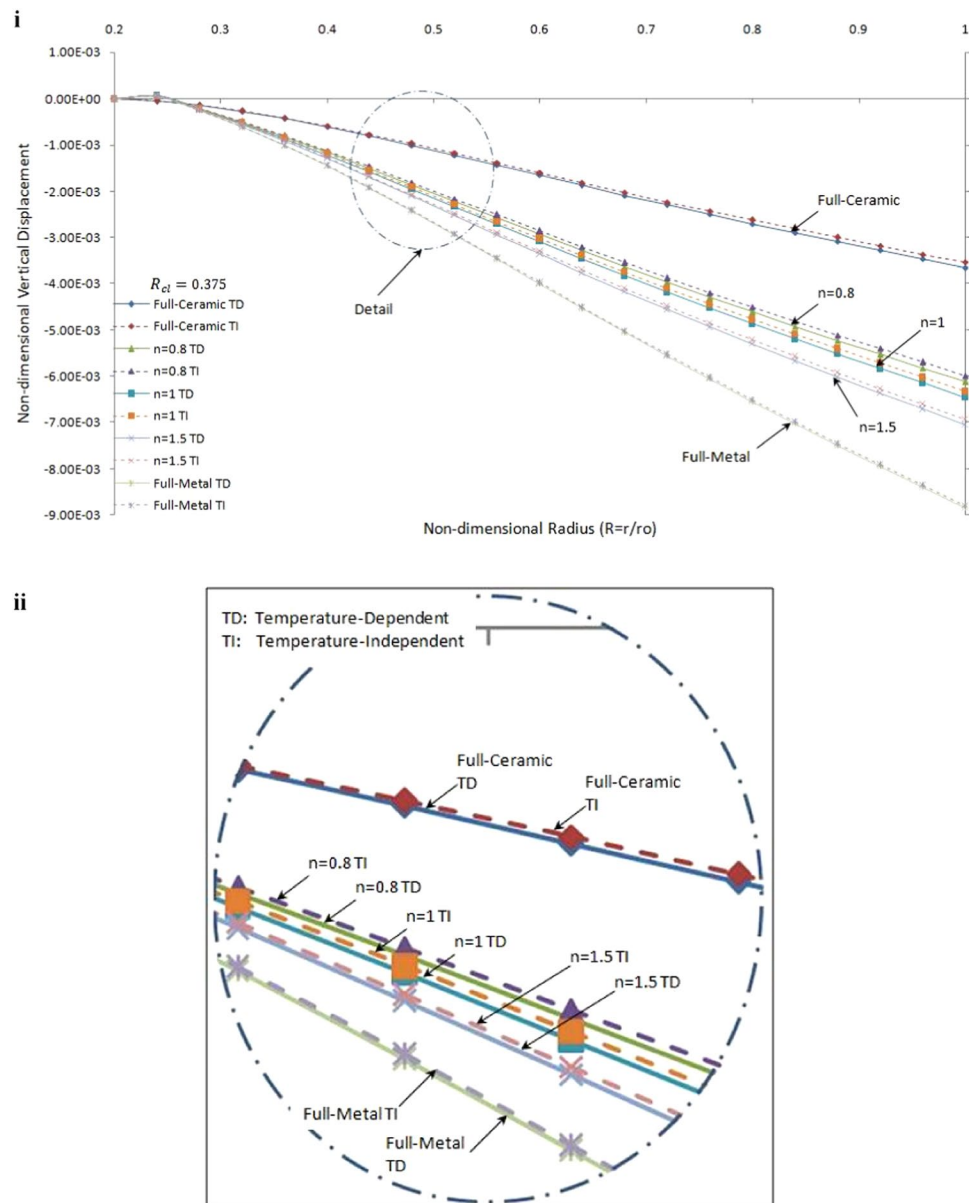 i
0.2 0.3 0.4 0.5 0.6 0.7 0.8 0.9 1
1.00E-03
0.00E+00
-1.00E-03
-2.00E-03
-3.00E-03
-4.00E-03
-5.00E-03
-6.00E-03
-7.00E-03
-8.00E-03
-9.00E-03
Non-dimensional Vertical Displacement
R_cl = 0.375
Full-Ceramic TD
Full-Ceramic TI
n=0.8 TD
n=0.8 TI
n=1 TD
n=1 TI
n=1.5 TD
n=1.5 TI
Full-Metal TD
Full-Metal TI
Detail
Full-Ceramic
n=0.8
n=1
n=1.5
Full-Metal
Non-dimensional Radius (R=r/ro)
ii
TD: Temperature-Dependent
TI: Temperature-Independent
Full-Ceramic
TD
Full-Ceramic
TI
n=0.8 TI
n=0.8 TD
n=1 TI
n=1 TD
n=1.5 TI
n=1.5 TD
Full-Metal TI
Full-Metal
TD